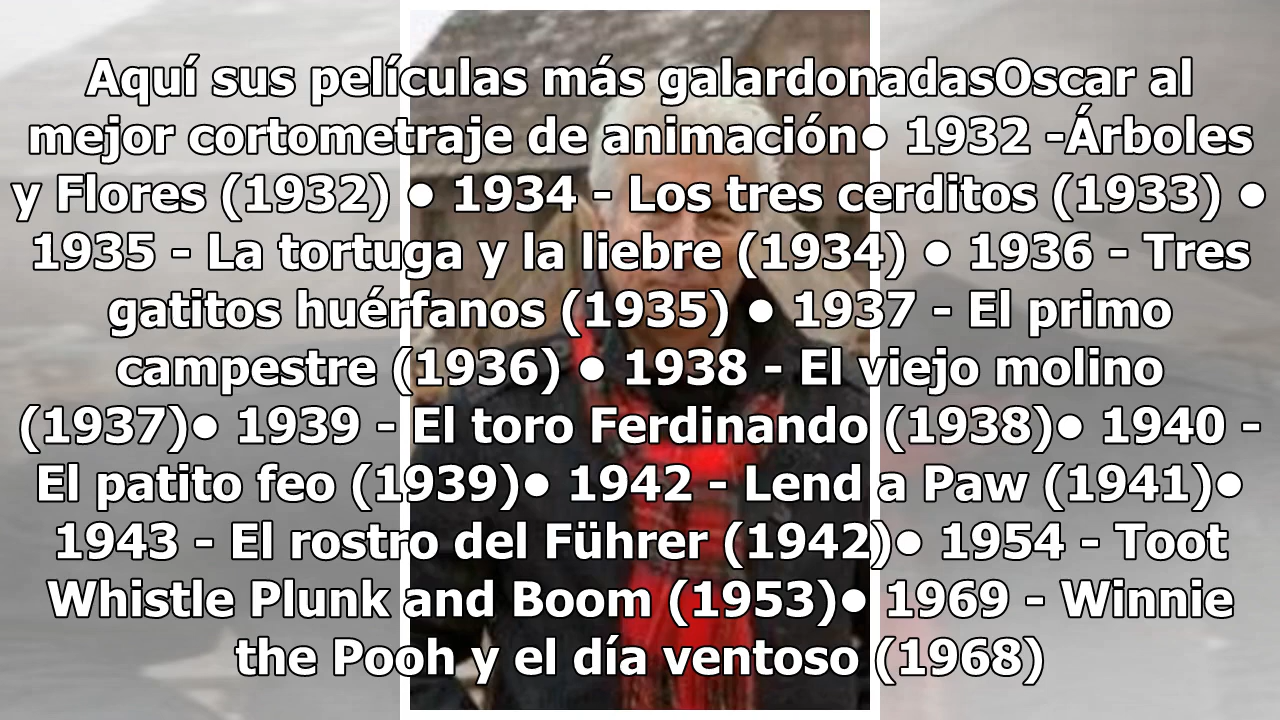 Aquí sus películas más galardonadasOscar al
mejor cortometraje de animación● 1932 -Árboles
y Flores (1932) ● 1934 - Los tres cerditos (1933) ●
1935 - La tortuga y la liebre (1934) ● 1936 - Tres
gatitos huérfanos (1935) ● 1937 - El primo
campestre (1936) ● 1938 - El viejo molino
(1937)● 1939 - El toro Ferdinando (1938)● 1940 -
El patito feo (1939)● 1942 - Lend a Paw (1941)●
1943 - El rostro del Führer (1942)● 1954 - Toot
Whistle Plunk and Boom (1953)● 1969 - Winnie
the Pooh y el día ventoso (1968)